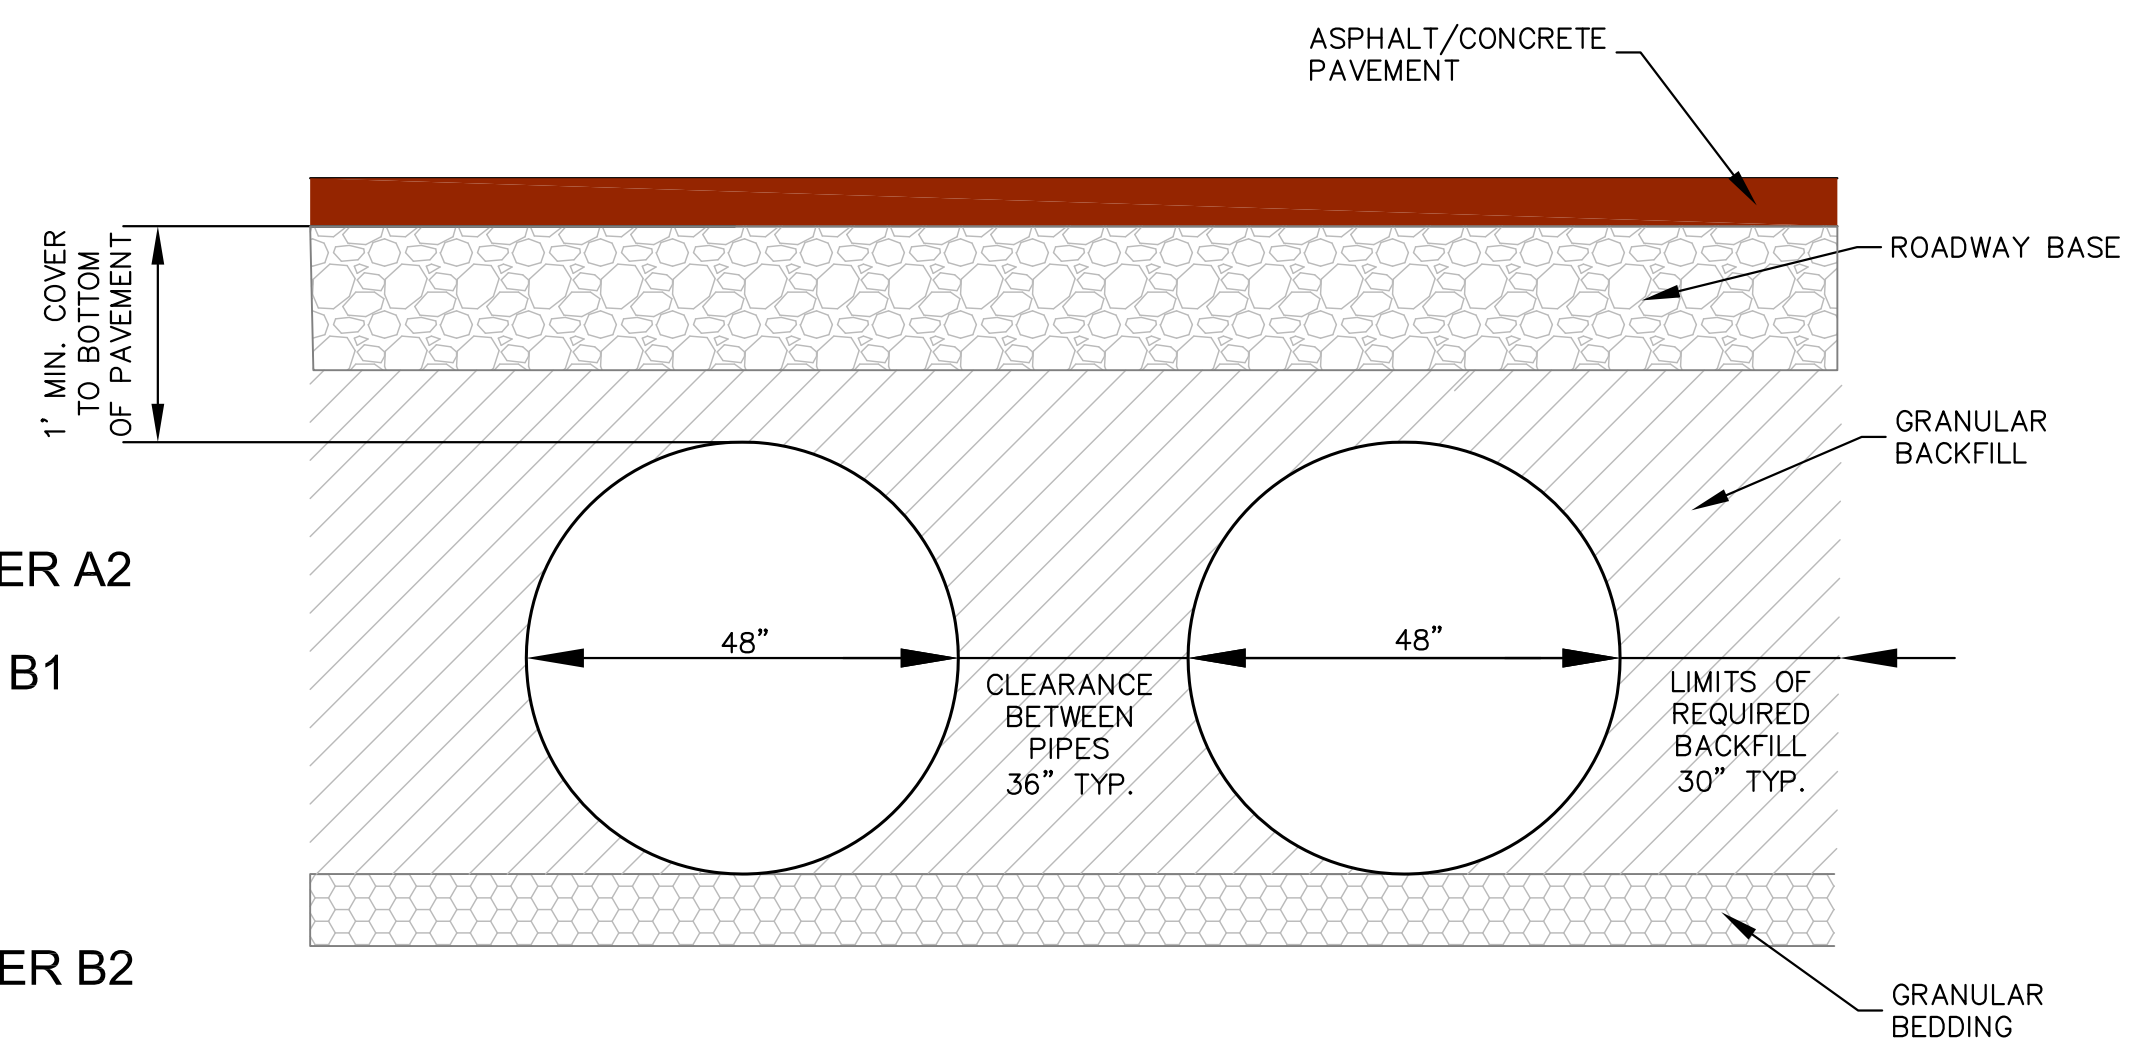 ASPHALT/CONCRETE
PAVEMENT
ROADWAY BASE
1' MIN. COVER
TO BOTTOM
OF PAVEMENT
GRANULAR
BACKFILL
ER A2
48"
48"
B1
CLEARANCE
BETWEEN
PIPES
36" TYP.
LIMITS OF
REQUIRED
BACKFILL
30" TYP.
ER B2
GRANULAR
BEDDING